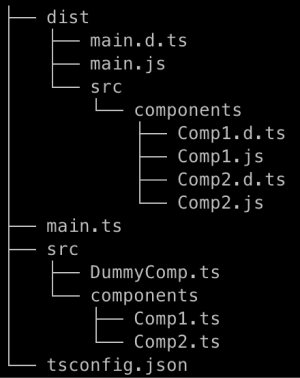 dist
main.d.ts
main.js
src
components
Comp1.d.ts
Comp1.js
Comp2.d.ts
Comp2.js
main.ts
src
DummyComp.ts
components
Comp1.ts
Comp2.ts
tsconfig.json